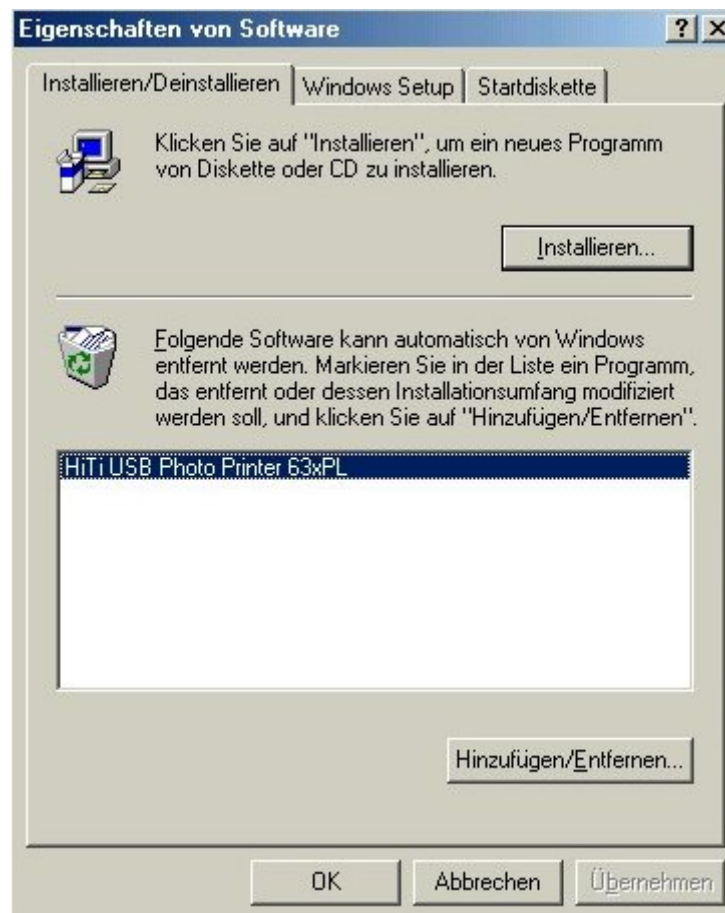 Eigenschaften von Software
Installieren/Deinstallieren
Windows Setup
Startdiskette
Klicken Sie auf "Installieren", um ein neues Programm
von Diskette oder CD zu installieren.
Installieren...
Folgende Software kann automatisch von Windows
entfernt werden. Markieren Sie in der Liste ein Programm,
das entfernt oder dessen Installationsumfang modifiziert
werden soll, und klicken Sie auf "Hinzufügen/Entfernen".
HiTi USB Photo Printer 63xPL
Hinzufügen/Entfernen...
OK
Abbrechen
Übernehmen